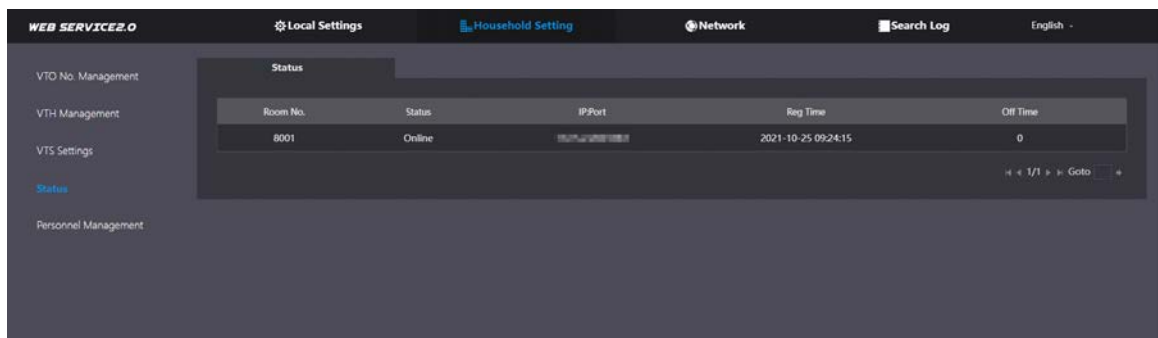 WEB SERVICE2.0 Local Settings Household Setting Network Search Log English
VTO No. Management
VTH Management
VTS Settings
Status
Personnel Management
Status
Room No. Status IP:Port Reg Time Off Time
8001 Online 2021-10-25 09:24:15 0
1/1 Goto